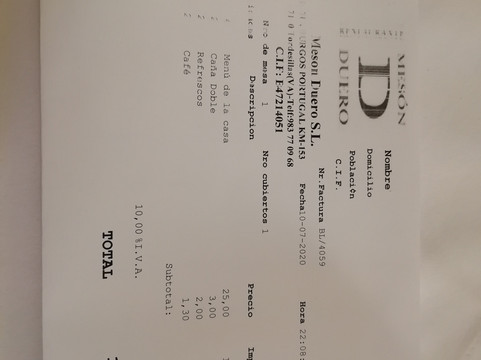 MESÓN
DUERO
Meson Duero S.L.
BURGOS PORTUGAL KM-153
Tordesillas(VA)-Telf:983 77 09 68
C.I.F: F-47214051
Nombre
Domicilio
Población
C.I.F.
Nr.Factura BL/4059
Fecha10-07-2020 Hora 22:08:
Nro de mesa 1 Nro cubiertos 1
Descripcion Precio
Menú de la casa 25,00
Caña Doble 3,00
Refrescos 2,00
Café 1,30
Subtotal:
10,00 %I.V.A.
TOTAL